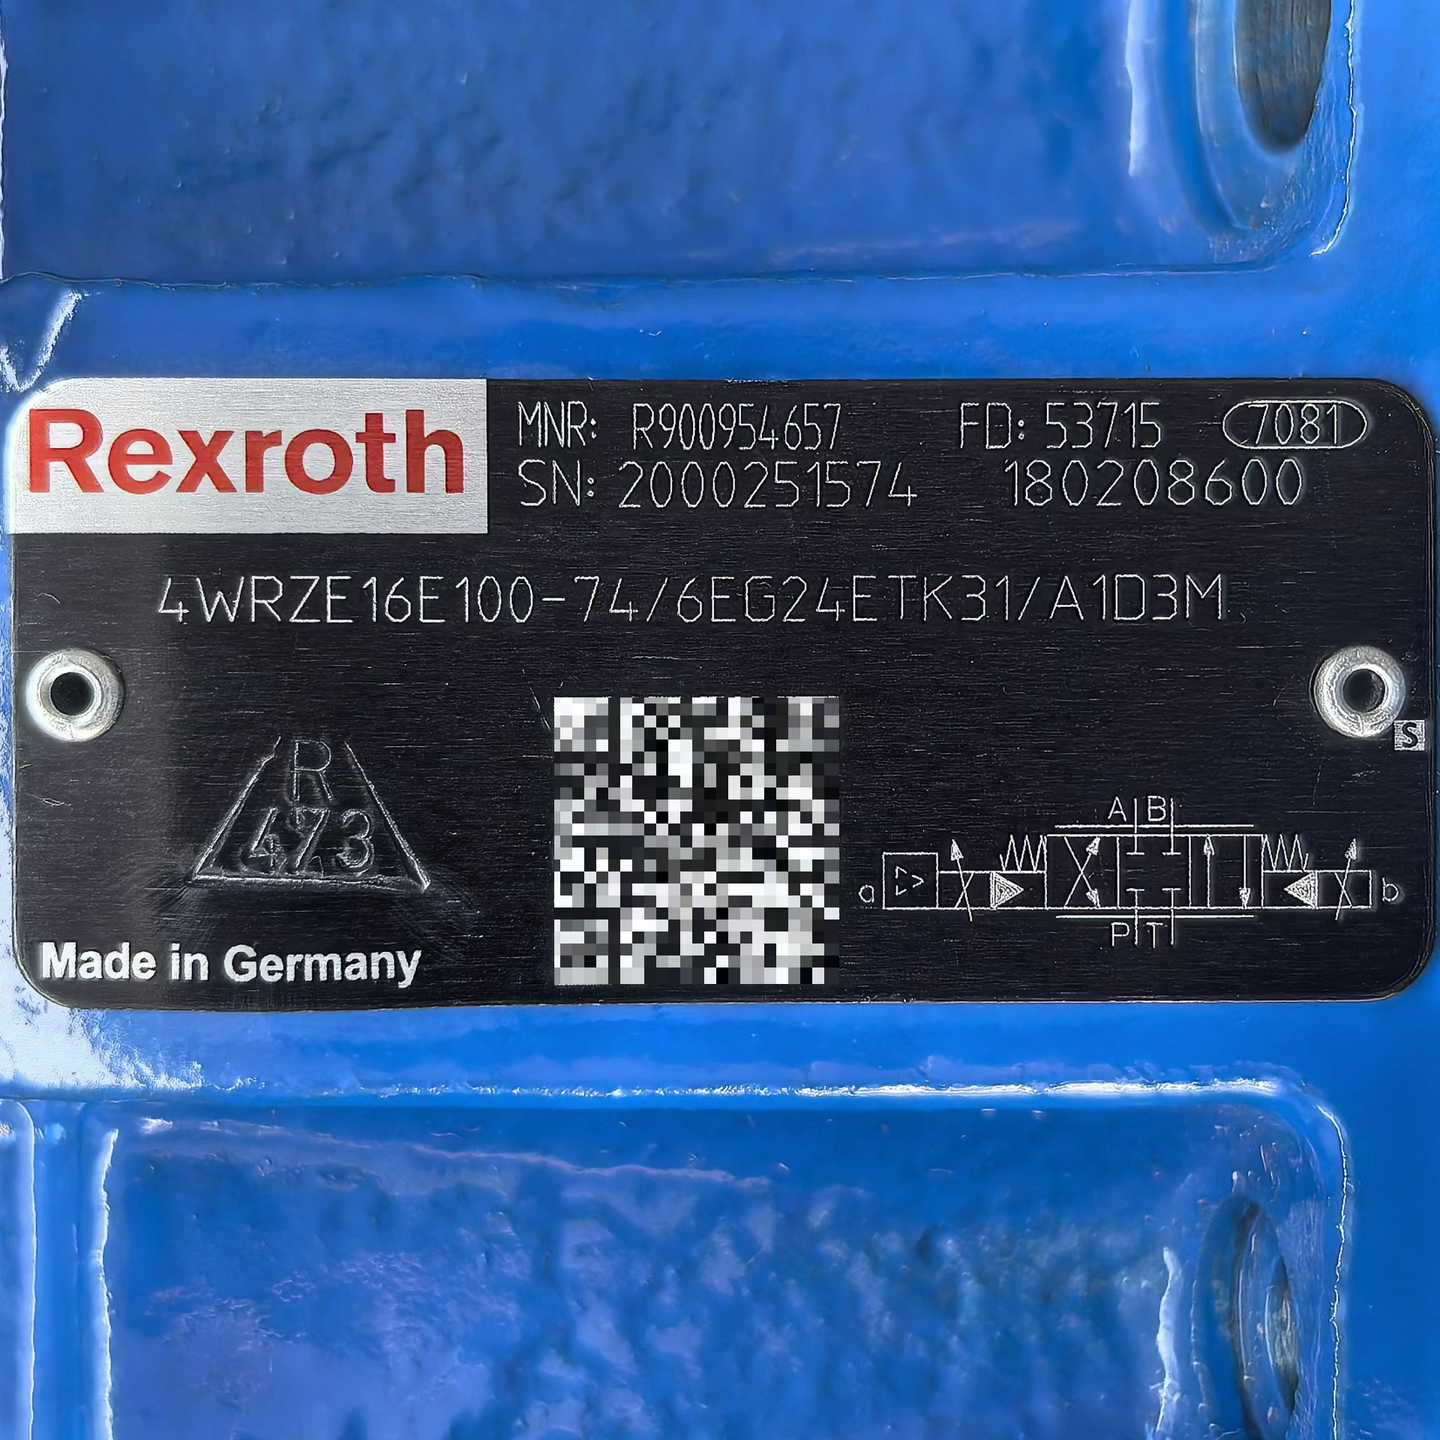 Rexroth
MNR: R900954657 FD: 53715 7081
SN: 2000251574 180208600
4WRZE16E100-74/6EG24ETK31/A1D3M
S
R
473
A B
a b
P T
Made in Germany